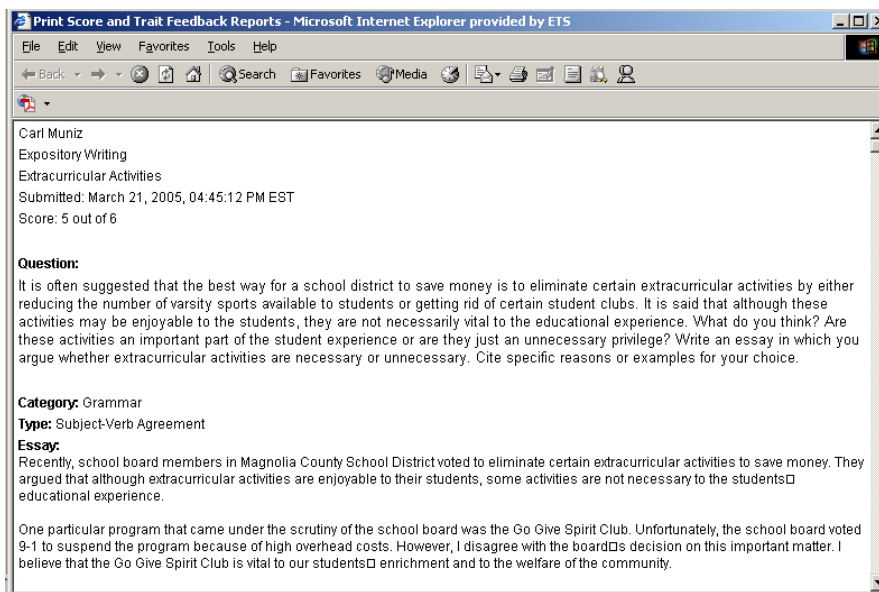 Print Score and Trait Feedback Reports - Microsoft Internet Explorer provided by ETS
File Edit View Favorites Tools Help
Back Search Favorites Media
Carl Muniz
Expository Writing
Extracurricular Activities
Submitted: March 21, 2005, 04:45:12 PM EST
Score: 5 out of 6
Question:
It is often suggested that the best way for a school district to save money is to eliminate certain extracurricular activities by either
reducing the number of varsity sports available to students or getting rid of certain student clubs. It is said that although these
activities may be enjoyable to the students, they are not necessarily vital to the educational experience. What do you think? Are
these activities an important part of the student experience or are they just an unnecessary privilege? Write an essay in which you
argue whether extracurricular activities are necessary or unnecessary. Cite specific reasons or examples for your choice.
Category: Grammar
Type: Subject-Verb Agreement
Essay:
Recently, school board members in Magnolia County School District voted to eliminate certain extracurricular activities to save money. They
argued that although extracurricular activities are enjoyable to their students, some activities are not necessary to the students□
educational experience.
One particular program that came under the scrutiny of the school board was the Go Give Spirit Club. Unfortunately, the school board voted
9-1 to suspend the program because of high overhead costs. However, I disagree with the board□s decision on this important matter. I
believe that the Go Give Spirit Club is vital to our students□ enrichment and to the welfare of the community.